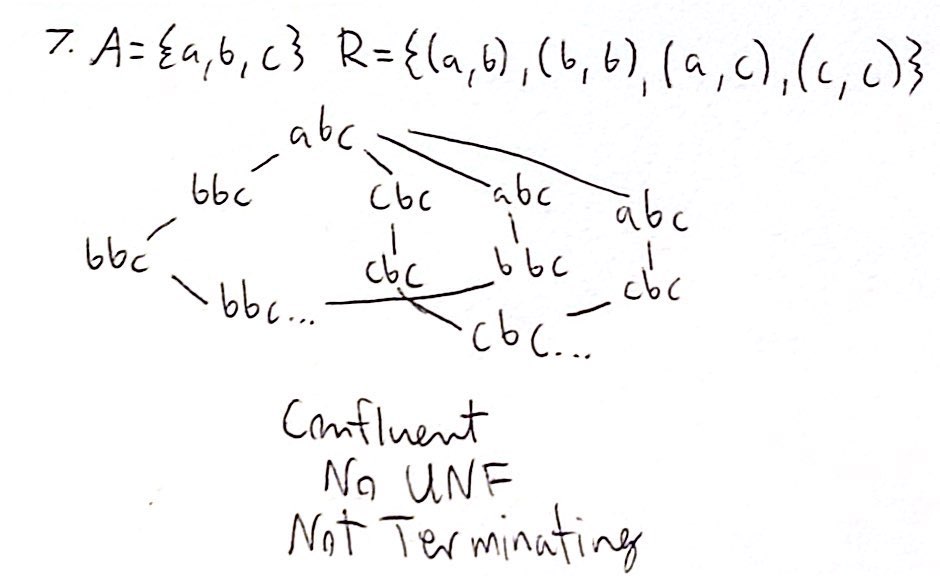 7. A={a,b,c} R={(a,b),(b,b),(a,c),(c,c)}
abc
bbc cbc abc abc
bbc cbc bbc cbc
bbc... cbc...
Confluent
No UNF
Not Terminating